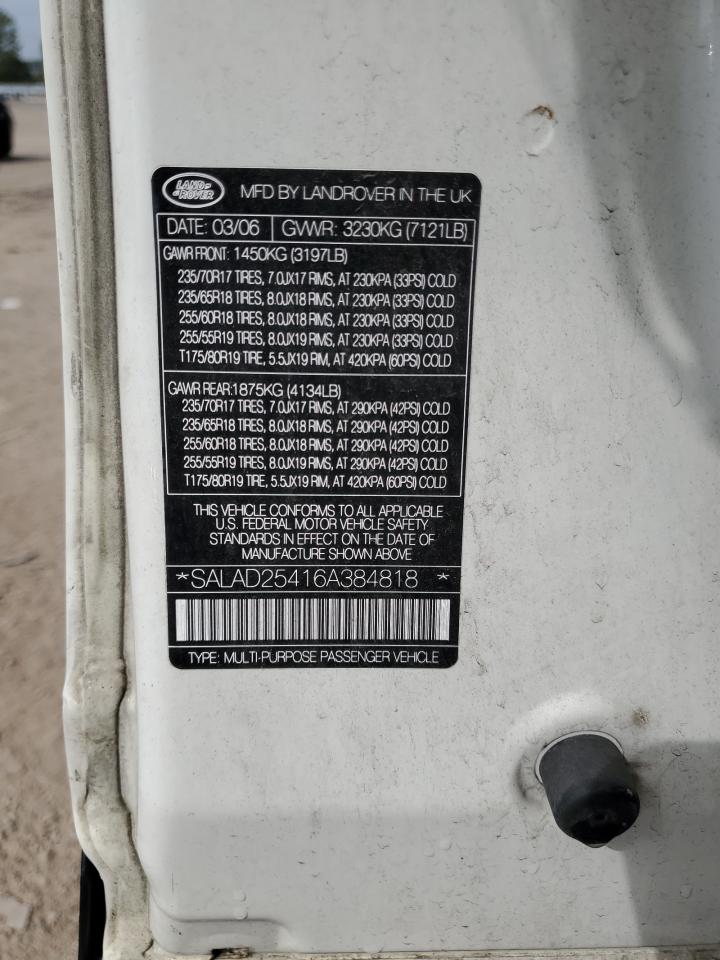 LAND-
ROVER
MFD BY LANDROVER IN THE UK
DATE: 03/06 GVWR: 3230KG (7121LB)
GAWR FRONT: 1450KG (3197LB)
235/70R17 TIRES, 7.0JX17 RIMS, AT 230KPA (33PSI) COLD
235/65R18 TIRES, 8.0JX18 RIMS, AT 230KPA (33PSI) COLD
255/60R18 TIRES, 8.0JX18 RIMS, AT 230KPA (33PSI) COLD
255/55R19 TIRES, 8.0JX19 RIMS, AT 230KPA (33PSI) COLD
T175/80R19 TIRE, 5.5JX19 RIM, AT 420KPA (60PSI) COLD
GAWR REAR:1875KG (4134LB)
235/70R17 TIRES, 7.0JX17 RIMS, AT 290KPA (42PSI) COLD
235/65R18 TIRES, 8.0JX18 RIMS, AT 290KPA (42PSI) COLD
255/60R18 TIRES, 8.0JX18 RIMS, AT 290KPA (42PSI) COLD
255/55R19 TIRES, 8.0JX19 RIMS, AT 290KPA (42PSI) COLD
T175/80R19 TIRE, 5.5JX19 RIM, AT 420KPA (60PSI) COLD
THIS VEHICLE CONFORMS TO ALL APPLICABLE
U.S. FEDERAL MOTOR VEHICLE SAFETY
STANDARDS IN EFFECT ON THE DATE OF
MANUFACTURE SHOWN ABOVE
*SALAD25416A384818 *
TYPE: MULTI-PURPOSE PASSENGER VEHICLE